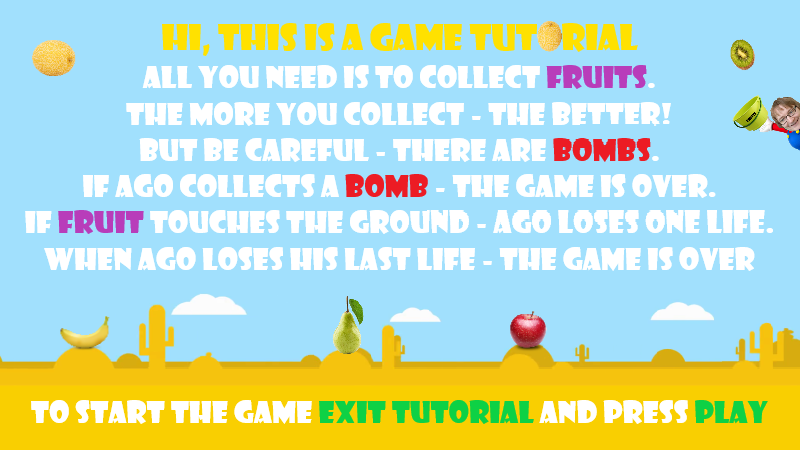 HI, THIS IS A GAME TUTORIAL
ALL YOU NEED IS TO COLLECT FRUITS.
THE MORE YOU COLLECT - THE BETTER!
BUT BE CAREFUL - THERE ARE BOMBS.
IF AGO COLLECTS A BOMB - THE GAME IS OVER.
IF FRUIT TOUCHES THE GROUND - AGO LOSES ONE LIFE.
WHEN AGO LOSES HIS LAST LIFE - THE GAME IS OVER
TO START THE GAME EXIT TUTORIAL AND PRESS PLAY